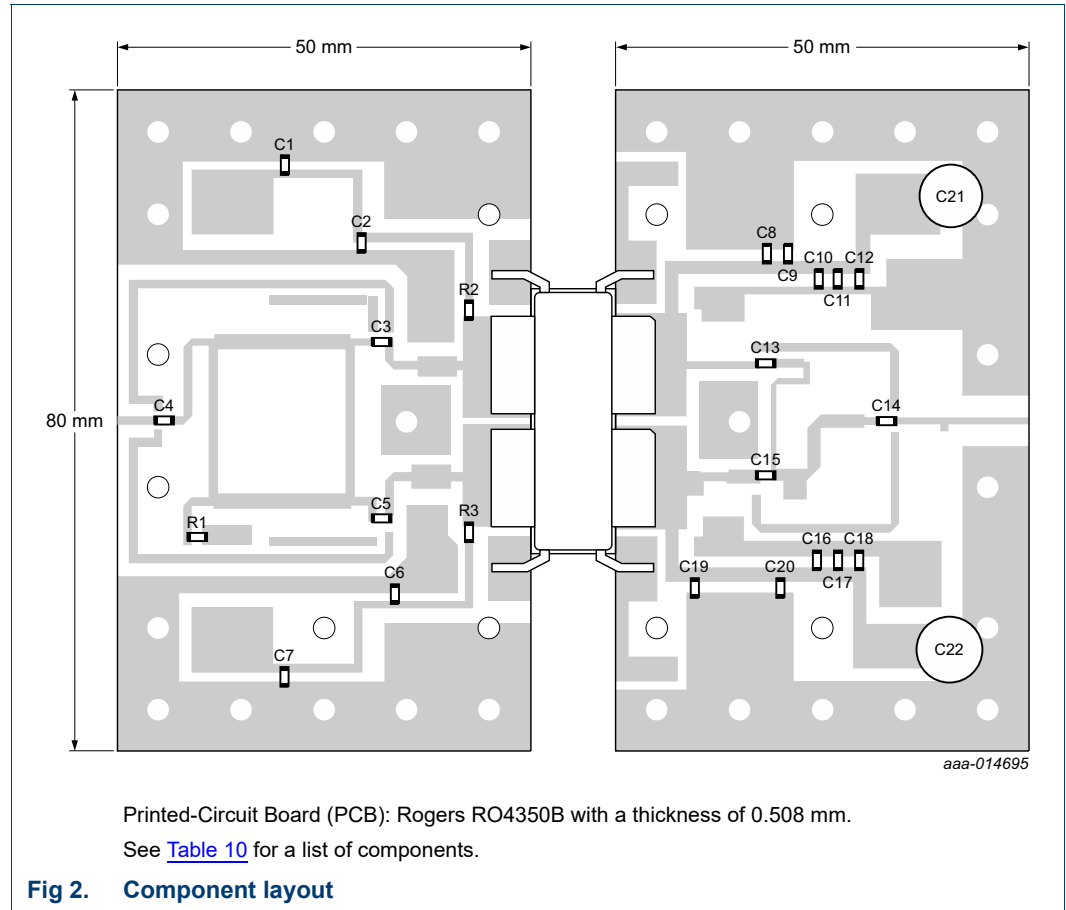 50 mm
50 mm
C1
C21
C2
C8
C10
C12
C9
C11
R2
C3
C13
80 mm
C4
C14
C15
C5
R1
C16
C18
C17
C6
C19
C20
C7
C22
aaa-014695
Printed-Circuit Board (PCB): Rogers RO4350B with a thickness of 0.508 mm.
See Table 10 for a list of components.
Fig 2. Component layout
R3